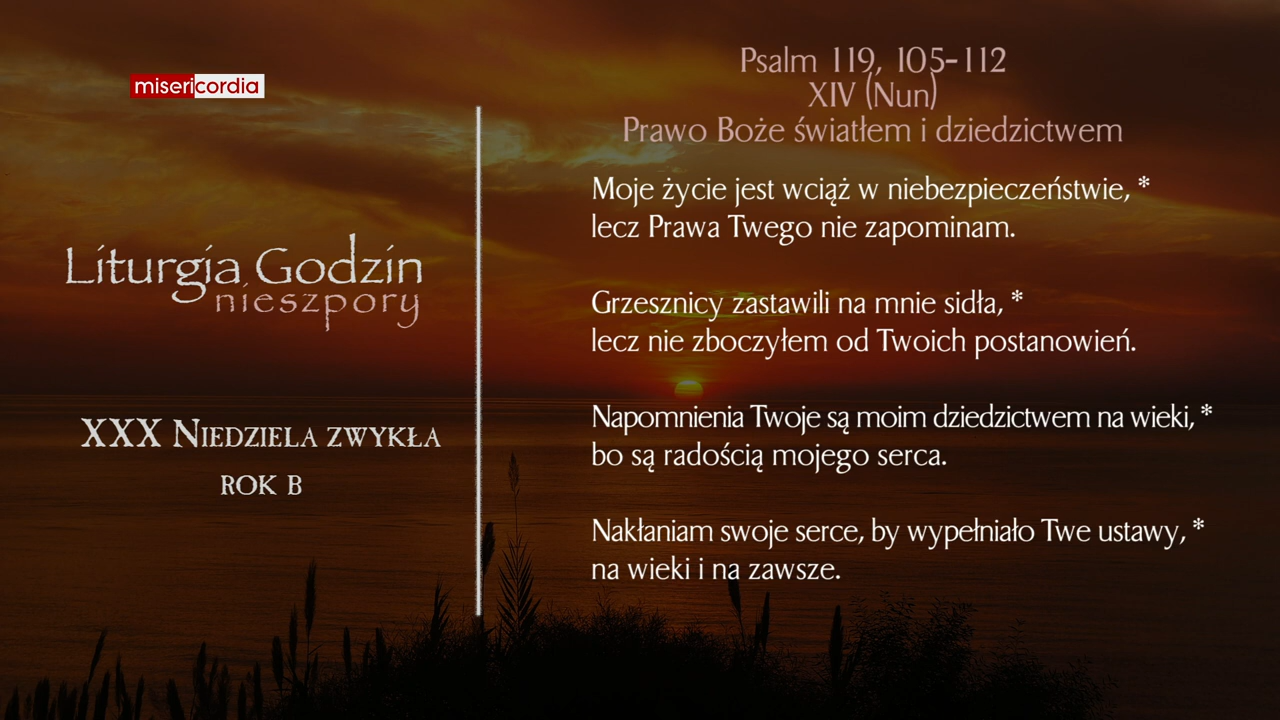 misericordia
Liturgia Godzin
nieszpory
XXX Niedziela zwykła
rok B
Psalm 119, 105-112
XIV (Nun)
Prawo Boże światłem i dziedzictwem
Moje życie jest wciąż w niebezpieczeństwie, *
lecz Prawa Twego nie zapominam.
Grzesznicy zastawili na mnie sidła, *
lecz nie zboczyłem od Twoich postanowień.
Napomnienia Twoje są moim dziedzictwem na wieki, *
bo są radością mojego serca.
Nakłaniam swoje serce, by wypełniało Twe ustawy, *
na wieki i na zawsze.